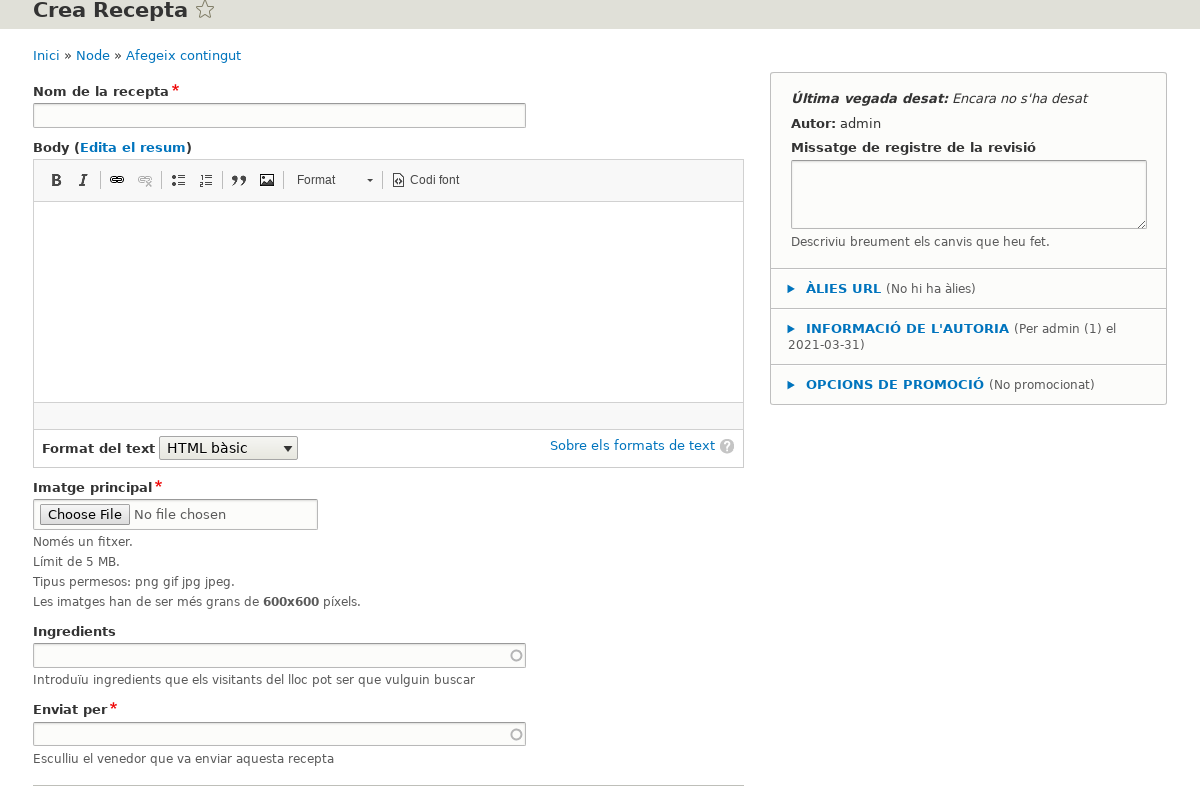 Crea Recepta
Inici » Node » Afegeix contingut
Nom de la recepta*
Body (Edita el resum)
B I Format Codi font
Format del text HTML bàsic
Sobre els formats de text ?
Imatge principal*
Choose File No file chosen
Només un fitxer.
Límit de 5 MB.
Tipus permesos: png gif jpg jpeg.
Les imatges han de ser més grans de 600x600 píxels.
Ingredients
Introduïu ingredients que els visitants del lloc pot ser que vulguin buscar
Enviat per*
Esculliu el venedor que va enviar aquesta recepta
Última vegada desat: Encara no s'ha desat
Autor: admin
Missatge de registre de la revisió
Descriviu breument els canvis que heu fet.
ÀLIES URL (No hi ha àlies)
INFORMACIÓ DE L'AUTORIA (Per admin (1) el
2021-03-31)
OPCIONS DE PROMOCIÓ (No promocionat)